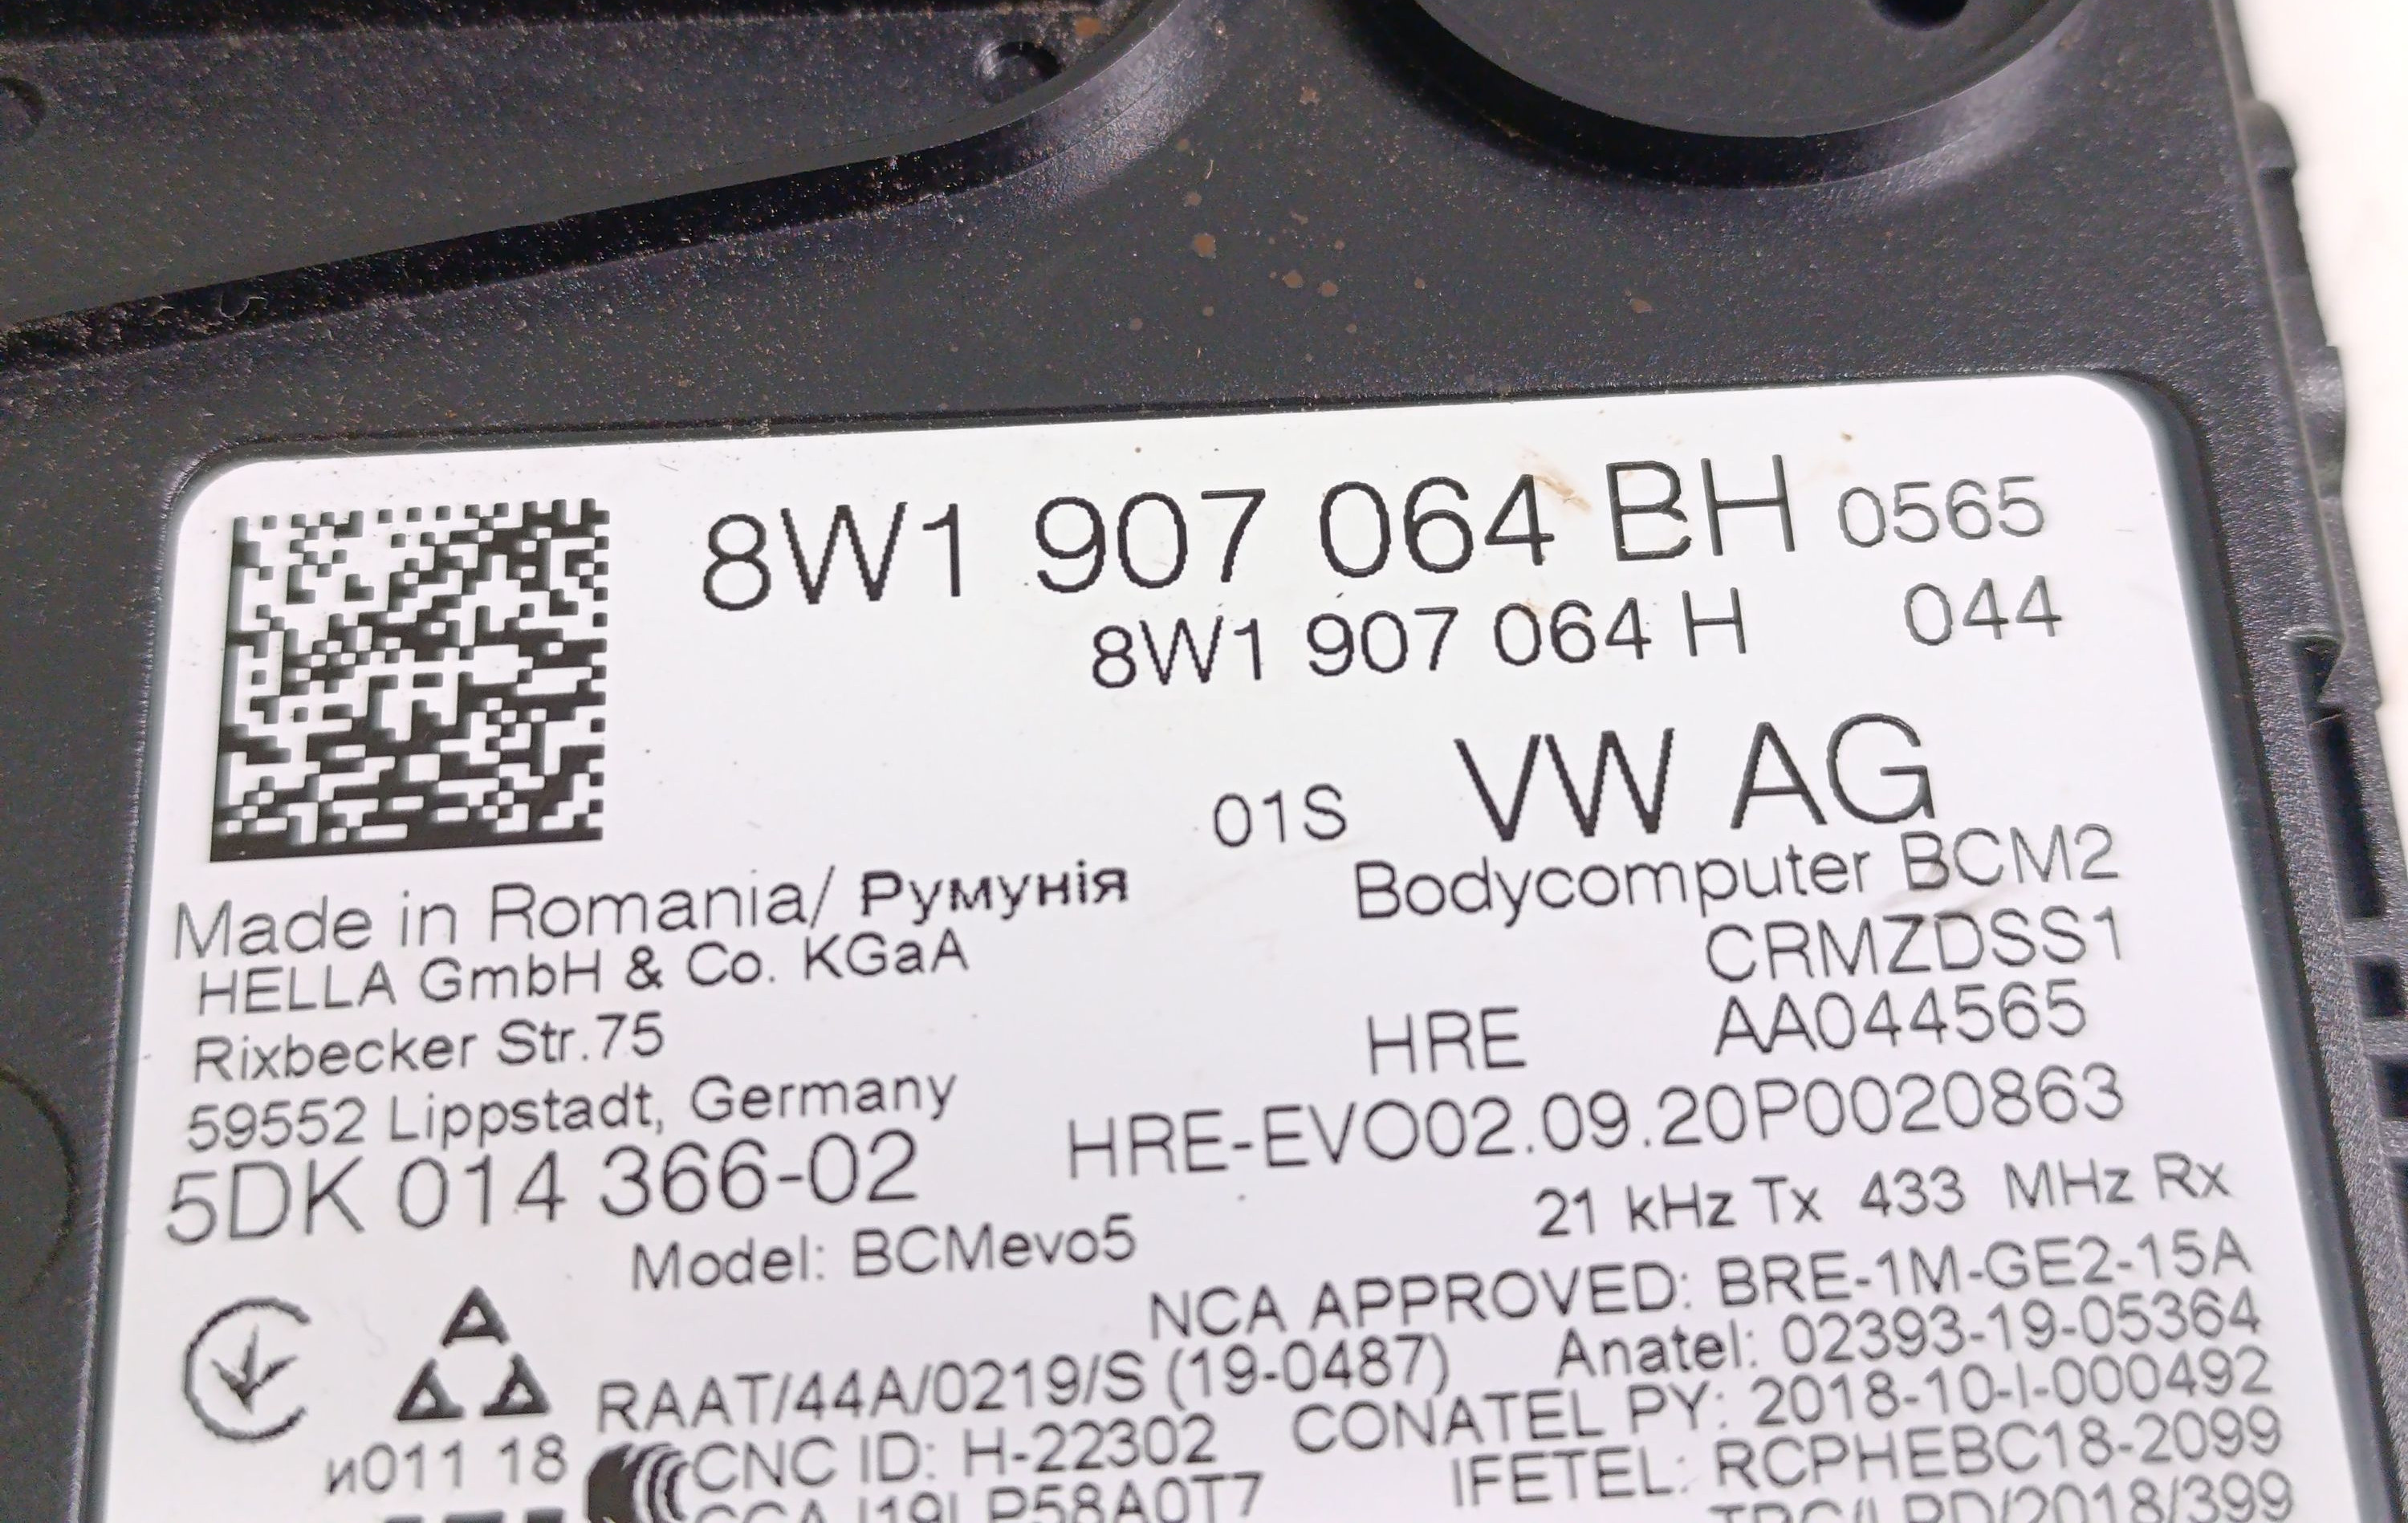 8W1 907 064 BH 0565
8W1 907 064 H 044
01S VW AG
Made in Romania/ Румунія
Bodycomputer BCM2
HELLA GmbH & Co. KGaA
CRMZDSS1
Rixbecker Str.75
HRE AA044565
59552 Lippstadt, Germany
HRE-EVO02.09.20P0020863
5DK 014 366-02
21 kHz Tx 433 MHz Rx
Model: BCMevo5
NCA APPROVED: BRE-1M-GE2-15A
RAAT/44A/0219/S (19-0487) Anatel: 02393-19-05364
CONATEL PY: 2018-10-I-000492
и011 18 CNC ID: H-22302
IFETEL: RCPHEBC18-2099